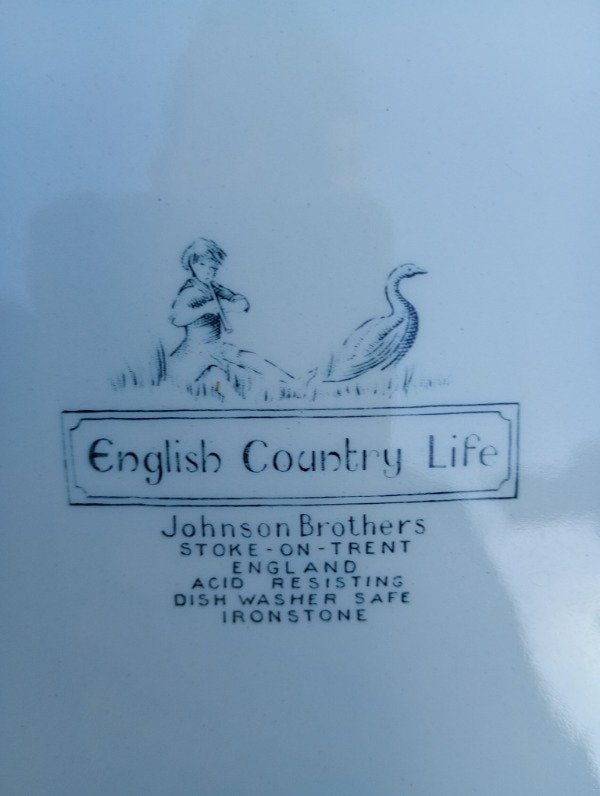 English Country Life
Johnson Brothers
STOKE-ON-TRENT
ENGLAND
ACID RESISTING
DISH WASHER SAFE
IRONSTONE